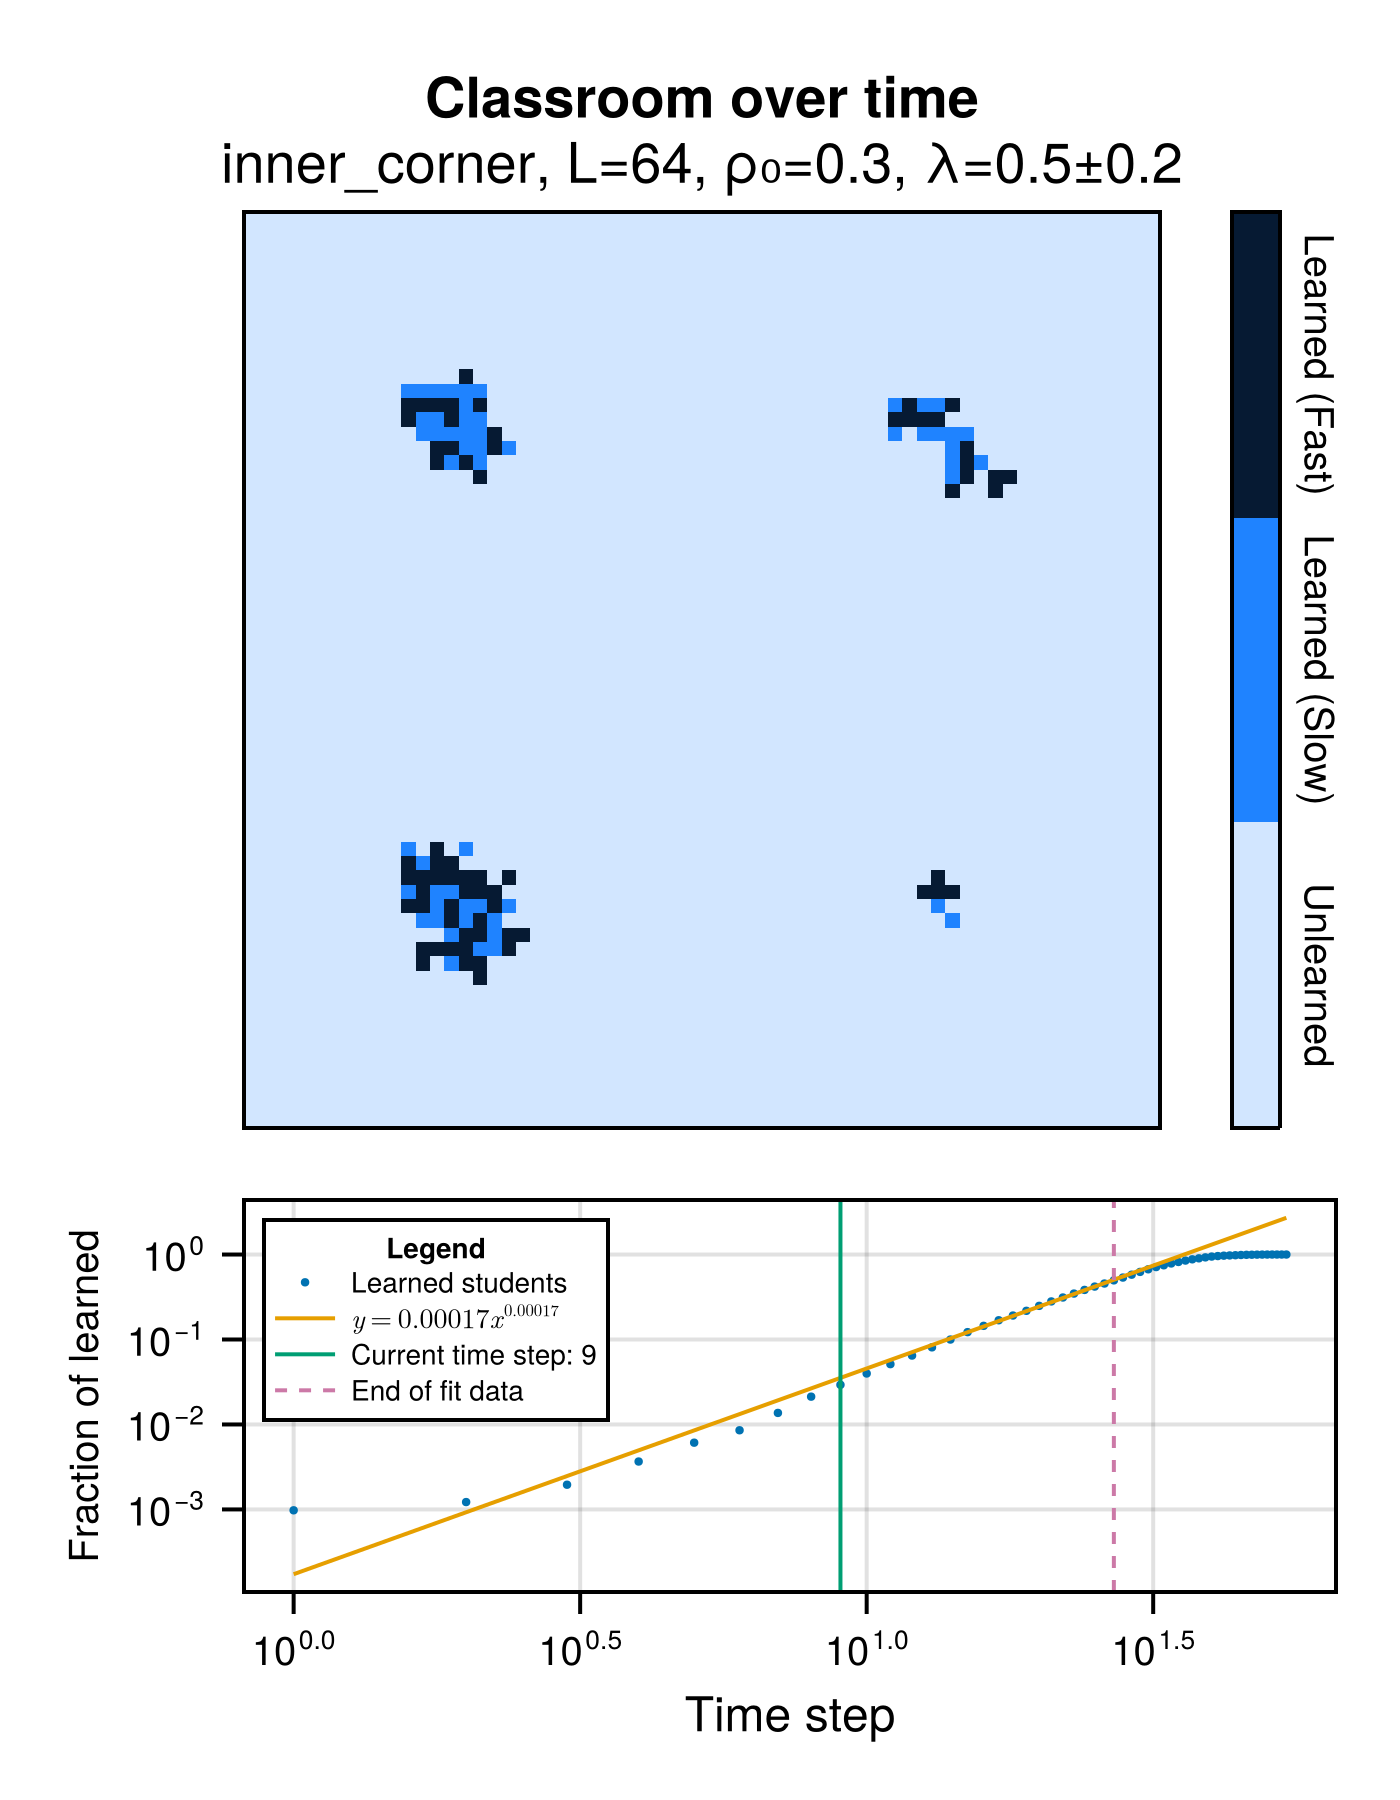 Classroom over time
inner_corner, L=64, ρ₀=0.3, λ=0.5±0.2
Learned (Fast)
Learned (Slow)
Unlearned
Fraction of learned
10⁰
10⁻¹
10⁻²
10⁻³
Legend
Learned students
y = 0.00017x^0.00017
Current time step: 9
End of fit data
10^0.0
10^0.5
10^1.0
10^1.5
Time step